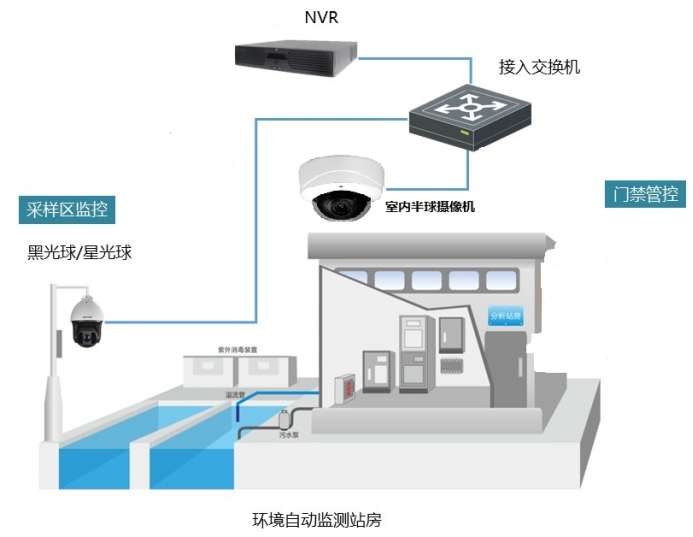 NVR
接入交换机
室内半球摄像机
门禁管控
采样区监控
黑光球/星光球
分析站房
紫外消毒装置
溢流管
污水泵
环境自动监测站房